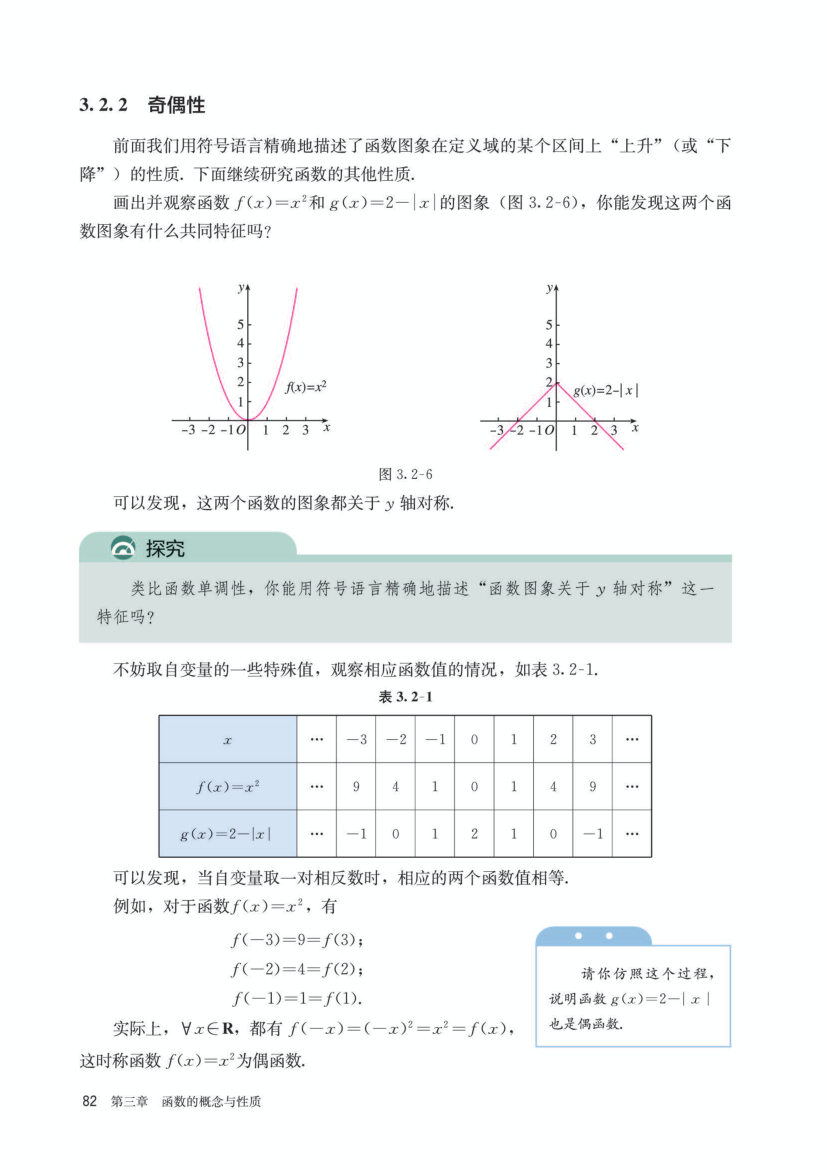 3.2.2 奇偶性
前面我们用符号语言精确地描述了函数图象在定义域的某个区间上“上升”（或“下
降”）的性质.下面继续研究函数的其他性质.
画出并观察函数 f(x)=x²和 g(x)=2-|x|的图象（图 3.2-6），你能发现这两个函
数图象有什么共同特征吗？
y
5
4
3
2
1
f(x)=x²
-3 -2 -1 O 1 2 3 x
y
5
4
3
2
1
g(x)=2-|x|
-3 -2 -1 O 1 2 3 x
图 3.2-6
可以发现，这两个函数的图象都关于 y 轴对称.
探究
类比函数单调性，你能用符号语言精确地描述“函数图象关于 y 轴对称”这一
特征吗？
不妨取自变量的一些特殊值，观察相应函数值的情况，如表 3.2-1.
表 3.2-1
x … -3 -2 -1 0 1 2 3 …
f(x)=x² … 9 4 1 0 1 4 9 …
g(x)=2-|x| … -1 0 1 2 1 0 -1 …
可以发现，当自变量取一对相反数时，相应的两个函数值相等.
例如，对于函数f(x)=x²，有
f(-3)=9=f(3)；
f(-2)=4=f(2)；
f(-1)=1=f(1).
实际上，∀x∈R，都有 f(-x)=(-x)²=x²=f(x)，
这时称函数 f(x)=x²为偶函数.
请你仿照这个过程，
说明函数 g(x)=2-|x|
也是偶函数.
82 第三章 函数的概念与性质